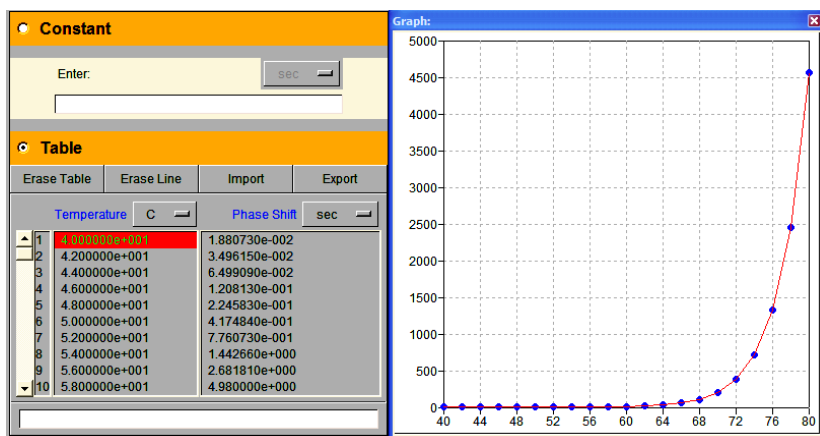 Constant
Enter: sec
Table
Erase Table Erase Line Import Export
Temperature C Phase Shift sec
1 4.000000e+001 1.880730e-002
2 4.200000e+001 3.496150e-002
3 4.400000e+001 6.499090e-002
4 4.600000e+001 1.208130e-001
5 4.800000e+001 2.245830e-001
6 5.000000e+001 4.174840e-001
7 5.200000e+001 7.760730e-001
8 5.400000e+001 1.442660e+000
9 5.600000e+001 2.681810e+000
10 5.800000e+001 4.980000e+000
Graph:
5000
4500
4000
3500
3000
2500
2000
1500
1000
500
0
40 44 48 52 56 60 64 68 72 76 80